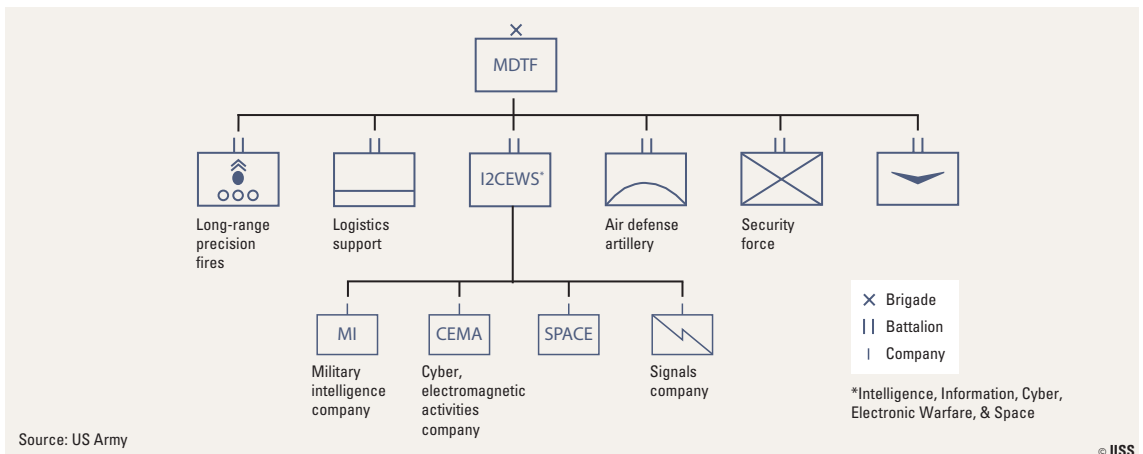 MDTF
I2CEWS*
Long-range
precision
fires
Logistics
support
Air defense
artillery
Security
force
MI
CEMA
SPACE
Military
intelligence
company
Cyber,
electromagnetic
activities
company
Signals
company
Brigade
Battalion
Company
*Intelligence, Information, Cyber,
Electronic Warfare, & Space
Source: US Army
© IISS